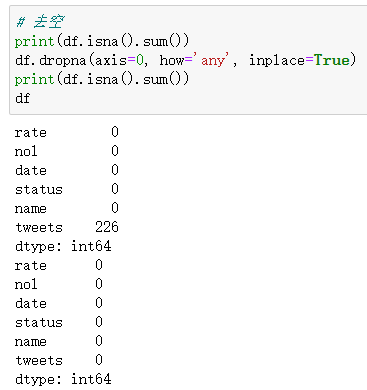 # 去空
print(df.isna().sum())
df.dropna(axis=0, how='any', inplace=True)
print(df.isna().sum())
df
rate 0
nol 0
date 0
status 0
name 0
tweets 226
dtype: int64
rate 0
nol 0
date 0
status 0
name 0
tweets 0
dtype: int64